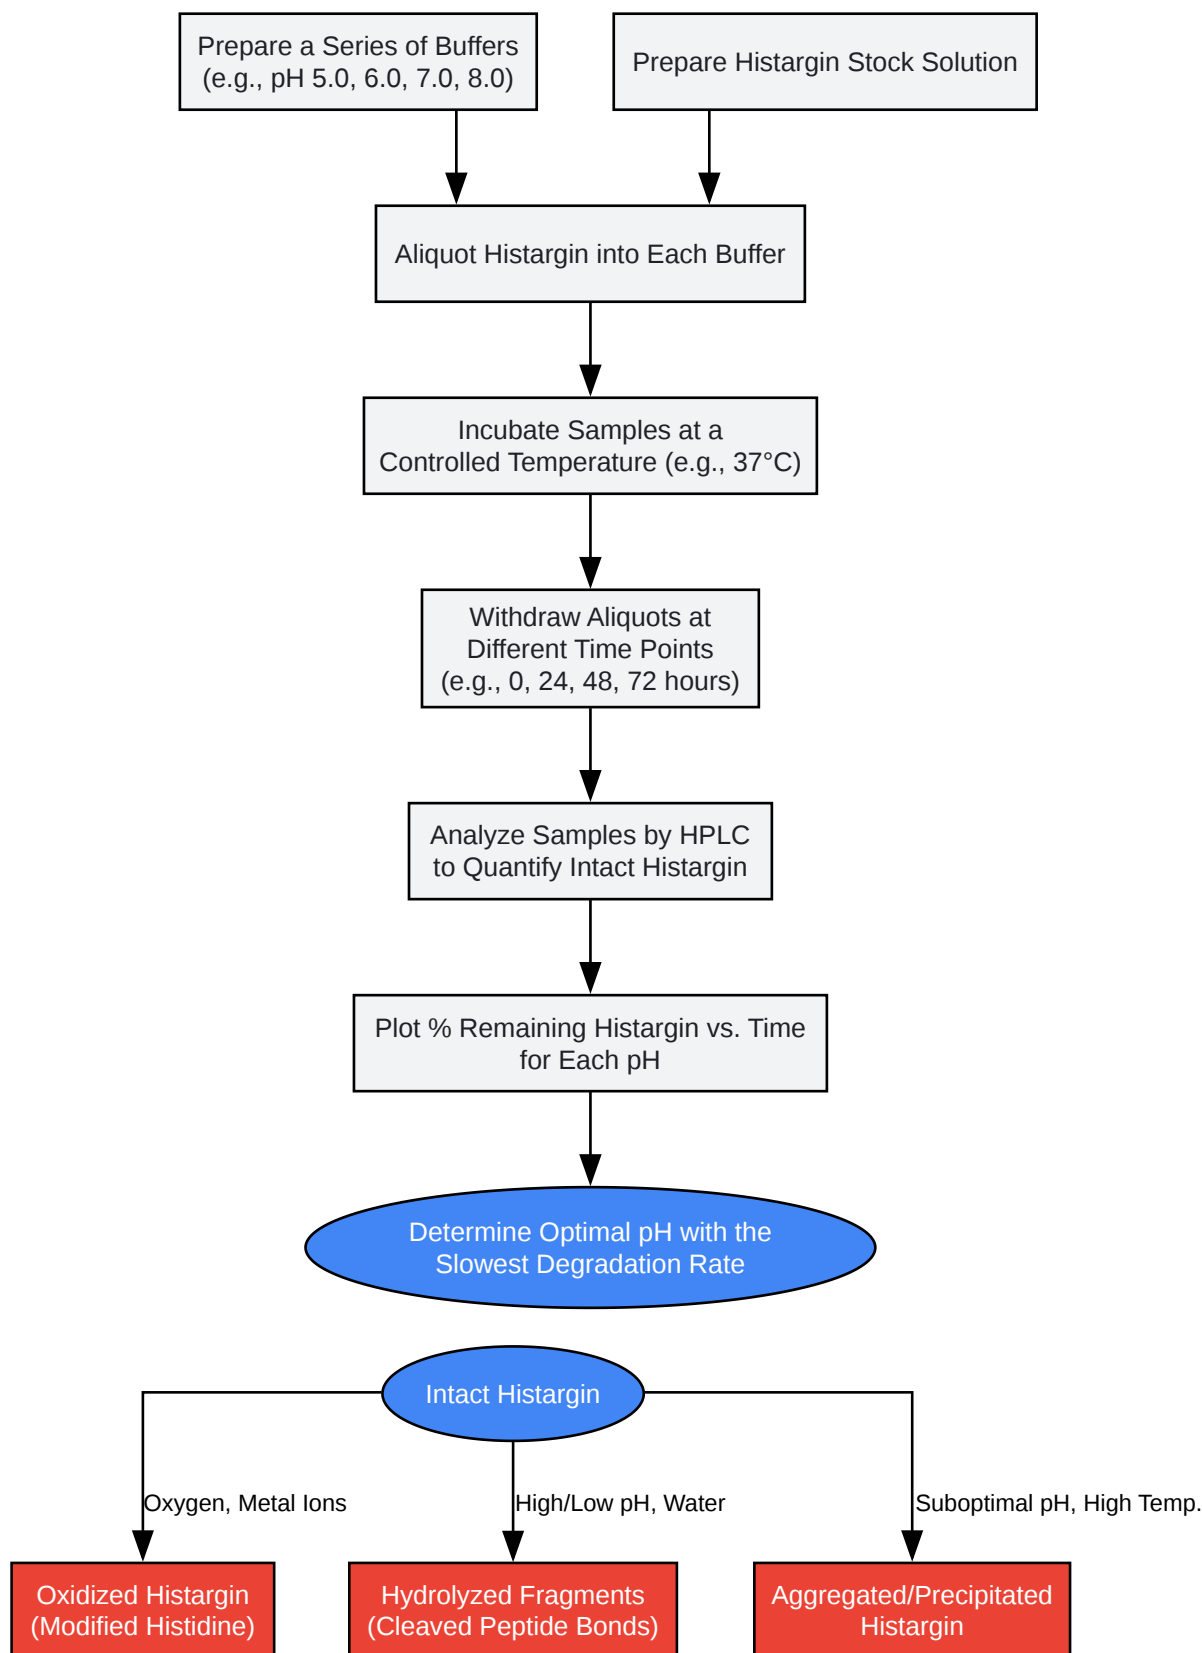 Prepare a Series of Buffers
(e.g., pH 5.0, 6.0, 7.0, 8.0)
Prepare Histargin Stock Solution
Aliquot Histargin into Each Buffer
Incubate Samples at a
Controlled Temperature (e.g., 37°C)
Withdraw Aliquots at
Different Time Points
(e.g., 0, 24, 48, 72 hours)
Analyze Samples by HPLC
to Quantify Intact Histargin
Plot % Remaining Histargin vs. Time
for Each pH
Determine Optimal pH with the
Slowest Degradation Rate
Intact Histargin
Oxygen, Metal Ions
High/Low pH, Water
Suboptimal pH, High Temp.
Oxidized Histargin
(Modified Histidine)
Hydrolyzed Fragments
(Cleaved Peptide Bonds)
Aggregated/Precipitated
Histargin